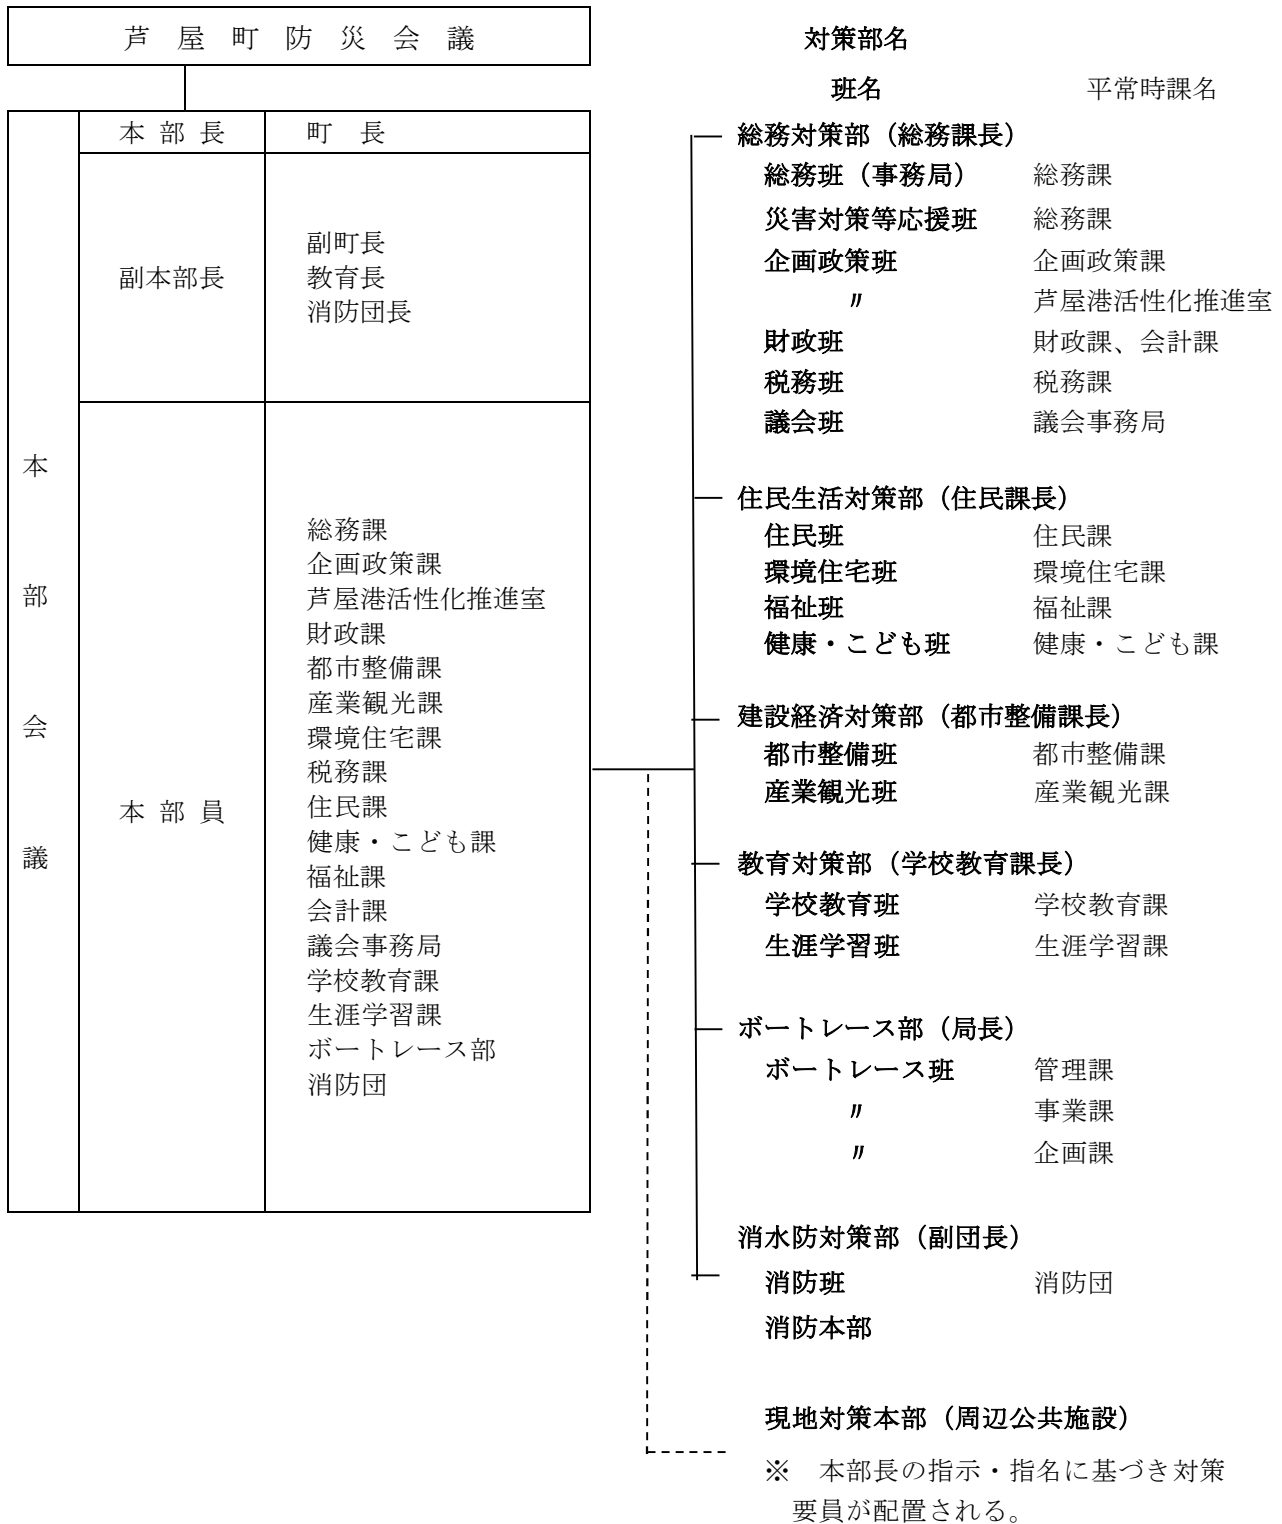 芦屋町防災会議
本部会議
本部長 町長
副本部長
副町長
教育長
消防団長
本部員
総務課
企画政策課
芦屋港活性化推進室
財政課
都市整備課
産業観光課
環境住宅課
税務課
住民課
健康・こども課
福祉課
会計課
議会事務局
学校教育課
生涯学習課
ボートレース部
消防団
対策部名
班名 平常時課名
総務対策部（総務課長）
総務班（事務局） 総務課
災害対策等応援班 総務課
企画政策班 企画政策課
〃 芦屋港活性化推進室
財政班 財政課、会計課
税務班 税務課
議会班 議会事務局
住民生活対策部（住民課長）
住民班 住民課
環境住宅班 環境住宅課
福祉班 福祉課
健康・こども班 健康・こども課
建設経済対策部（都市整備課長）
都市整備班 都市整備課
産業観光班 産業観光課
教育対策部（学校教育課長）
学校教育班 学校教育課
生涯学習班 生涯学習課
ボートレース部（局長）
ボートレース班 管理課
〃 事業課
〃 企画課
消水防対策部（副団長）
消防班 消防団
消防本部
現地対策本部（周辺公共施設）
※ 本部長の指示・指名に基づき対策
要員が配置される。